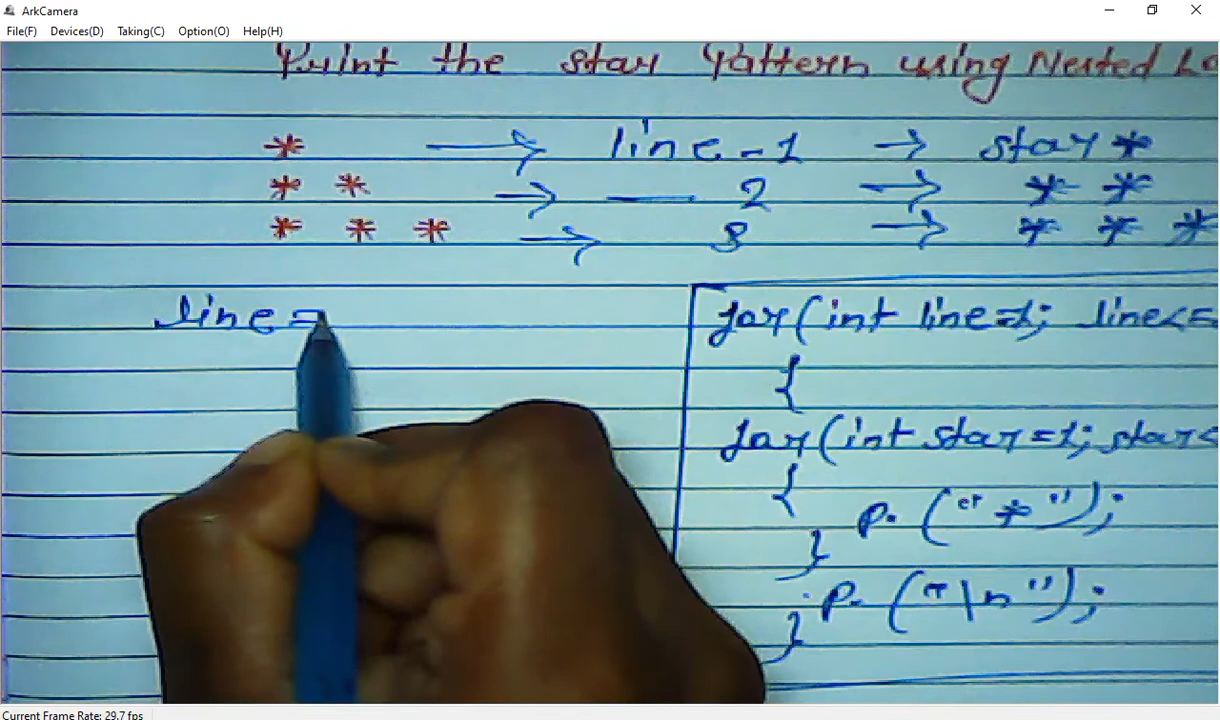 ArkCamera
File(F) Devices(D) Taking(C) Option(O) Help(H)
Print the star Pattern using Nested Lo
* → line-1 → star *
* * → — 2 → * *
* * * → 3 → * * *
line =
for(int line=1; line<=
{
for(int star=1; star<
{
p. (" * ");
}
p. ("\n");
}
Current Frame Rate: 29.7 fps